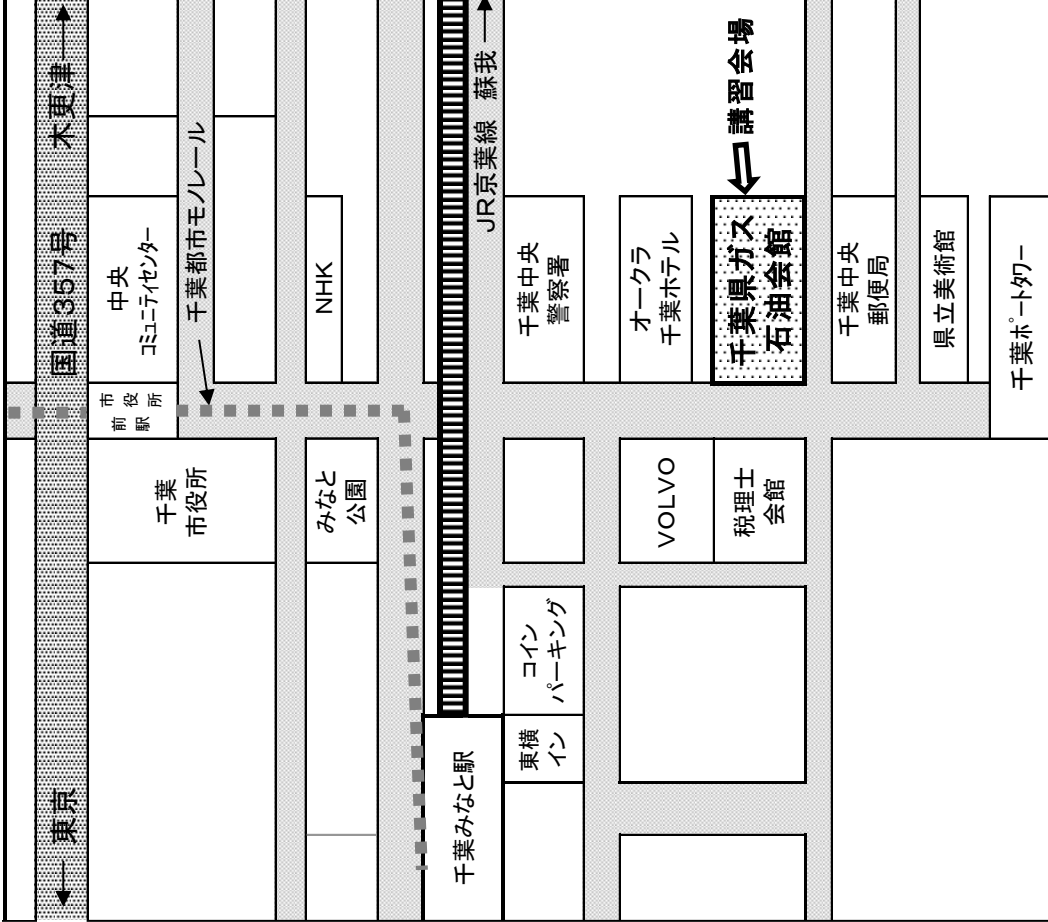 東京
国道357号
木更津
千葉
市役所
市役所
前駅
中央
コミュニティセンター
千葉都市モノレール
みなと
公園
NHK
千葉みなと駅
JR京葉線 蘇我
東横
イン
コイン
パーキング
千葉中央
警察署
VOLVO
オークラ
千葉ホテル
税理士
会館
千葉県ガス
石油会館
講習会場
千葉中央
郵便局
県立美術館
千葉ポートタワー